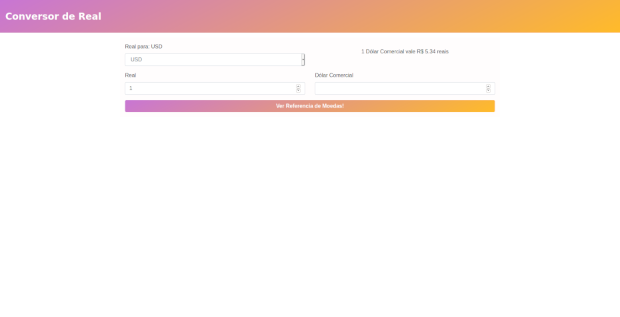 Conversor de Real
Real para: USD
USD
1 Dólar Comercial vale R$ 5.34 reais
Real
Dólar Comercial
1
Ver Referencia de Moedas!